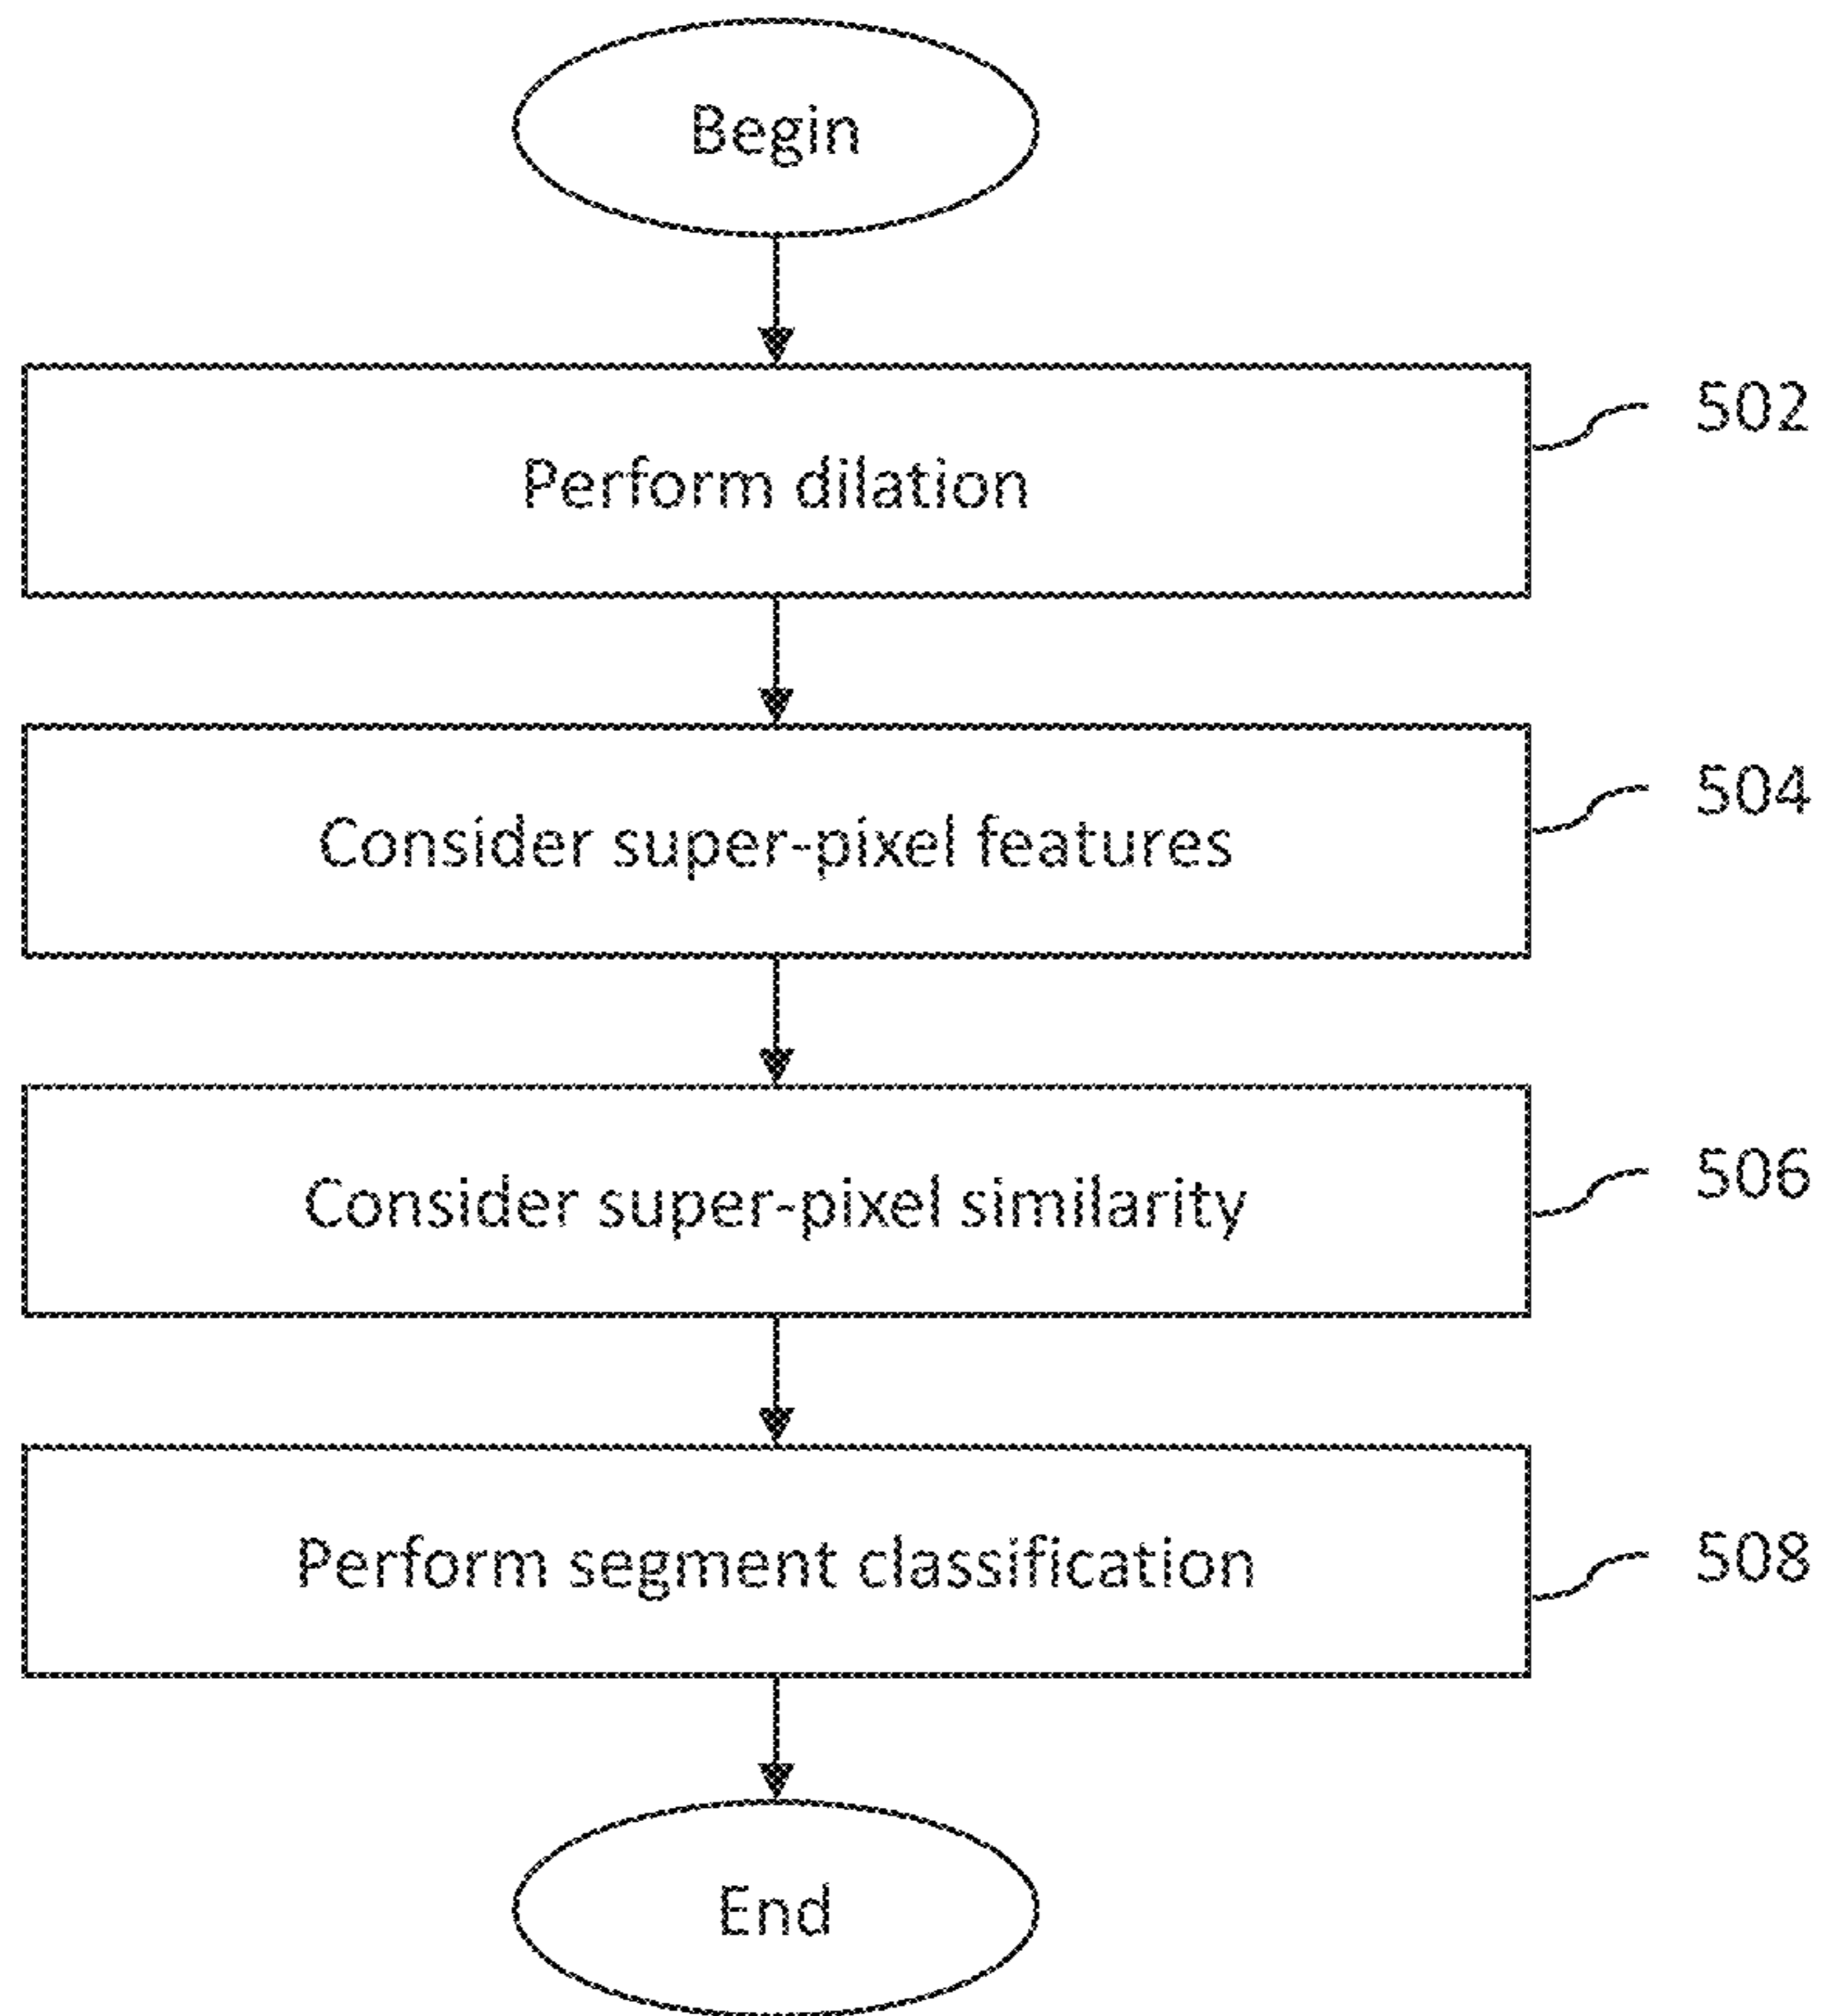 Begin
Perform dilation
502
Consider super-pixel features
504
Consider super-pixel similarity
506
Perform segment classification
508
End